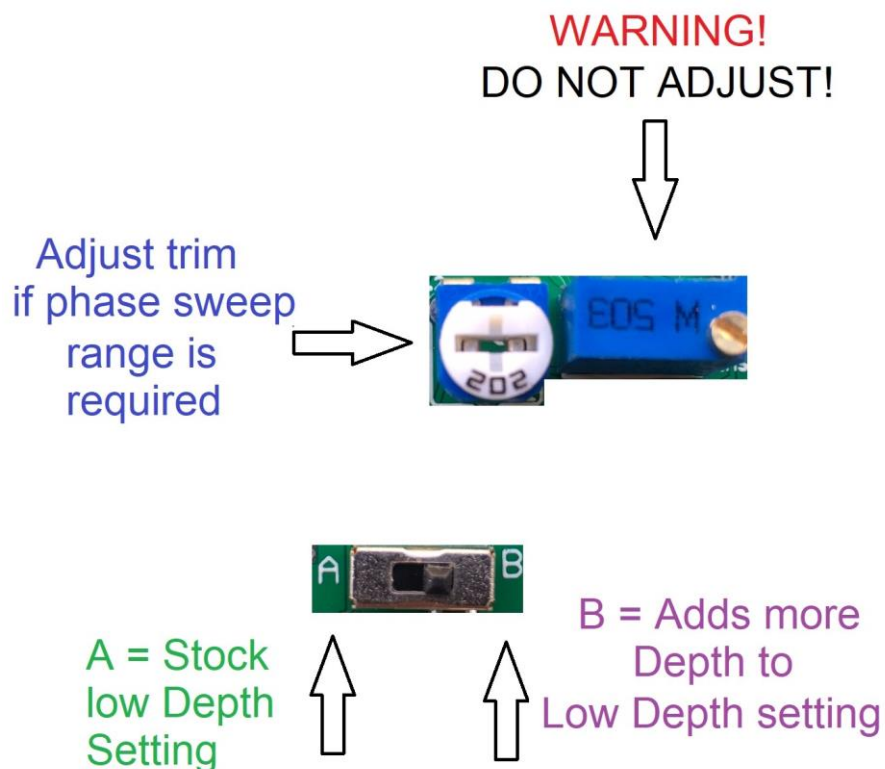 WARNING!
DO NOT ADJUST!
Adjust trim
if phase sweep
range is
required
202
M 503
A
B
A = Stock
low Depth
Setting
B = Adds more
Depth to
Low Depth setting